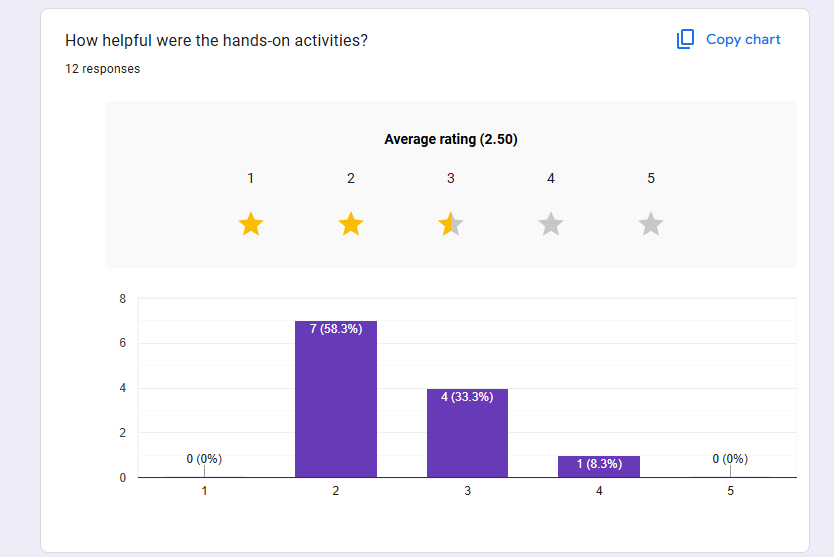 How helpful were the hands-on activities?
Copy chart
12 responses
Average rating (2.50)
1 2 3 4 5
8
6
4
2
0
0 (0%)
7 (58.3%)
4 (33.3%)
1 (8.3%)
0 (0%)
1 2 3 4 5